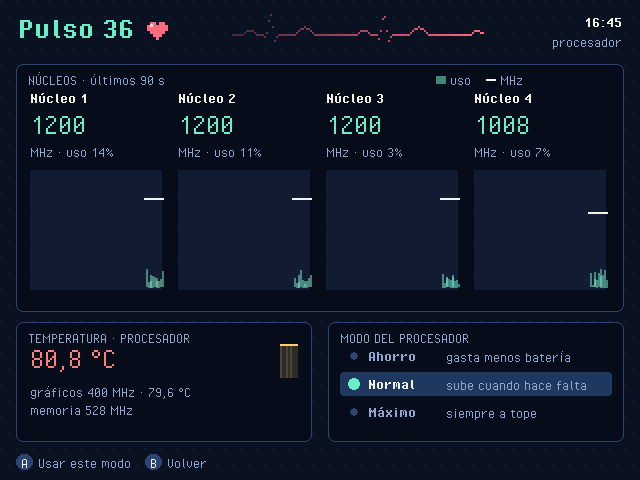 Pulso 36
16:45
procesador
NÚCLEOS · últimos 90 s
uso
MHz
Núcleo 1
Núcleo 2
Núcleo 3
Núcleo 4
1200
1200
1200
1008
MHz · uso 14%
MHz · uso 11%
MHz · uso 3%
MHz · uso 7%
TEMPERATURA · PROCESADOR
80,8 °C
gráficos 400 MHz · 79,6 °C
memoria 528 MHz
MODO DEL PROCESADOR
Ahorro gasta menos batería
Normal sube cuando hace falta
Máximo siempre a tope
A Usar este modo B Volver